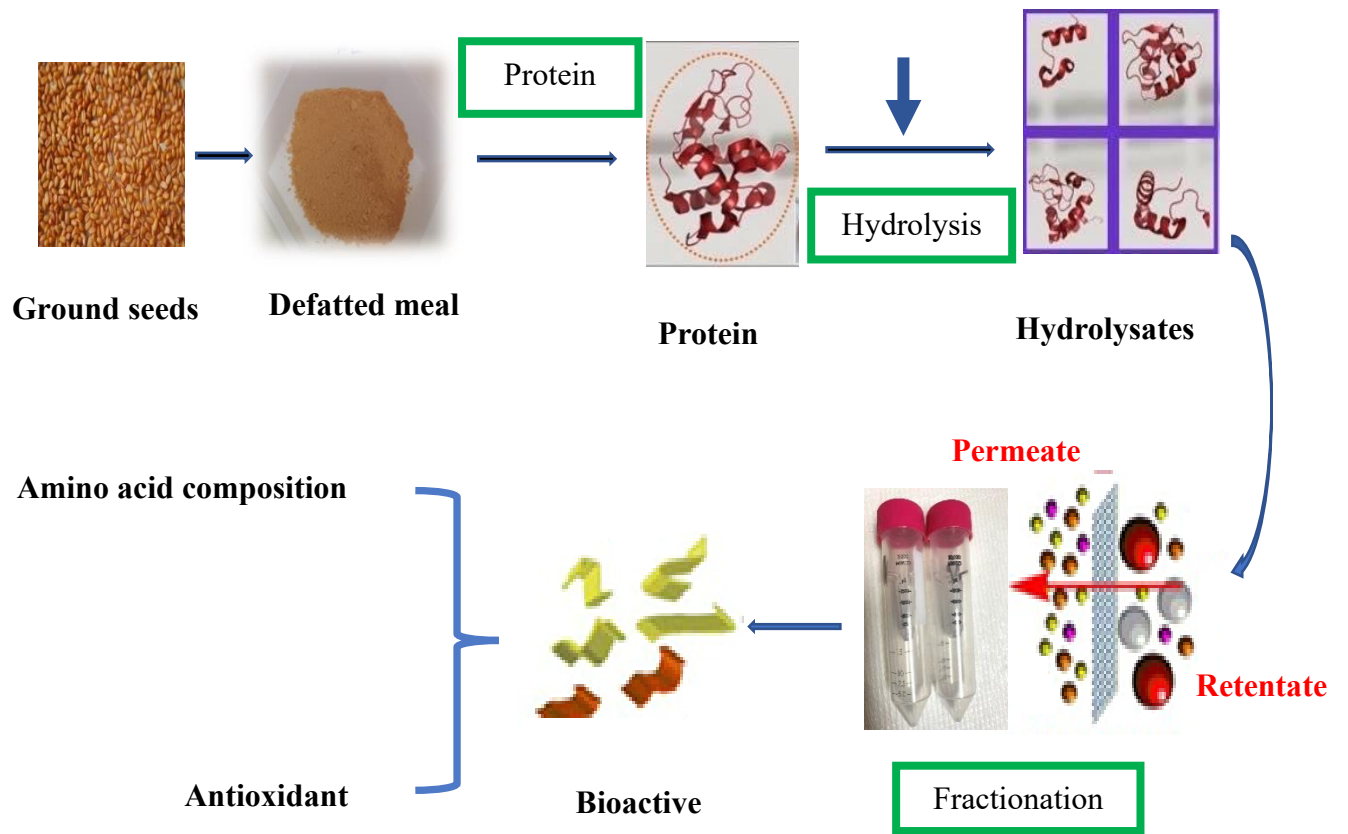 Protein
Hydrolysis
Ground seeds
Defatted meal
Protein
Hydrolysates
Permeate
Amino acid composition
Retentate
Antioxidant
Bioactive
Fractionation